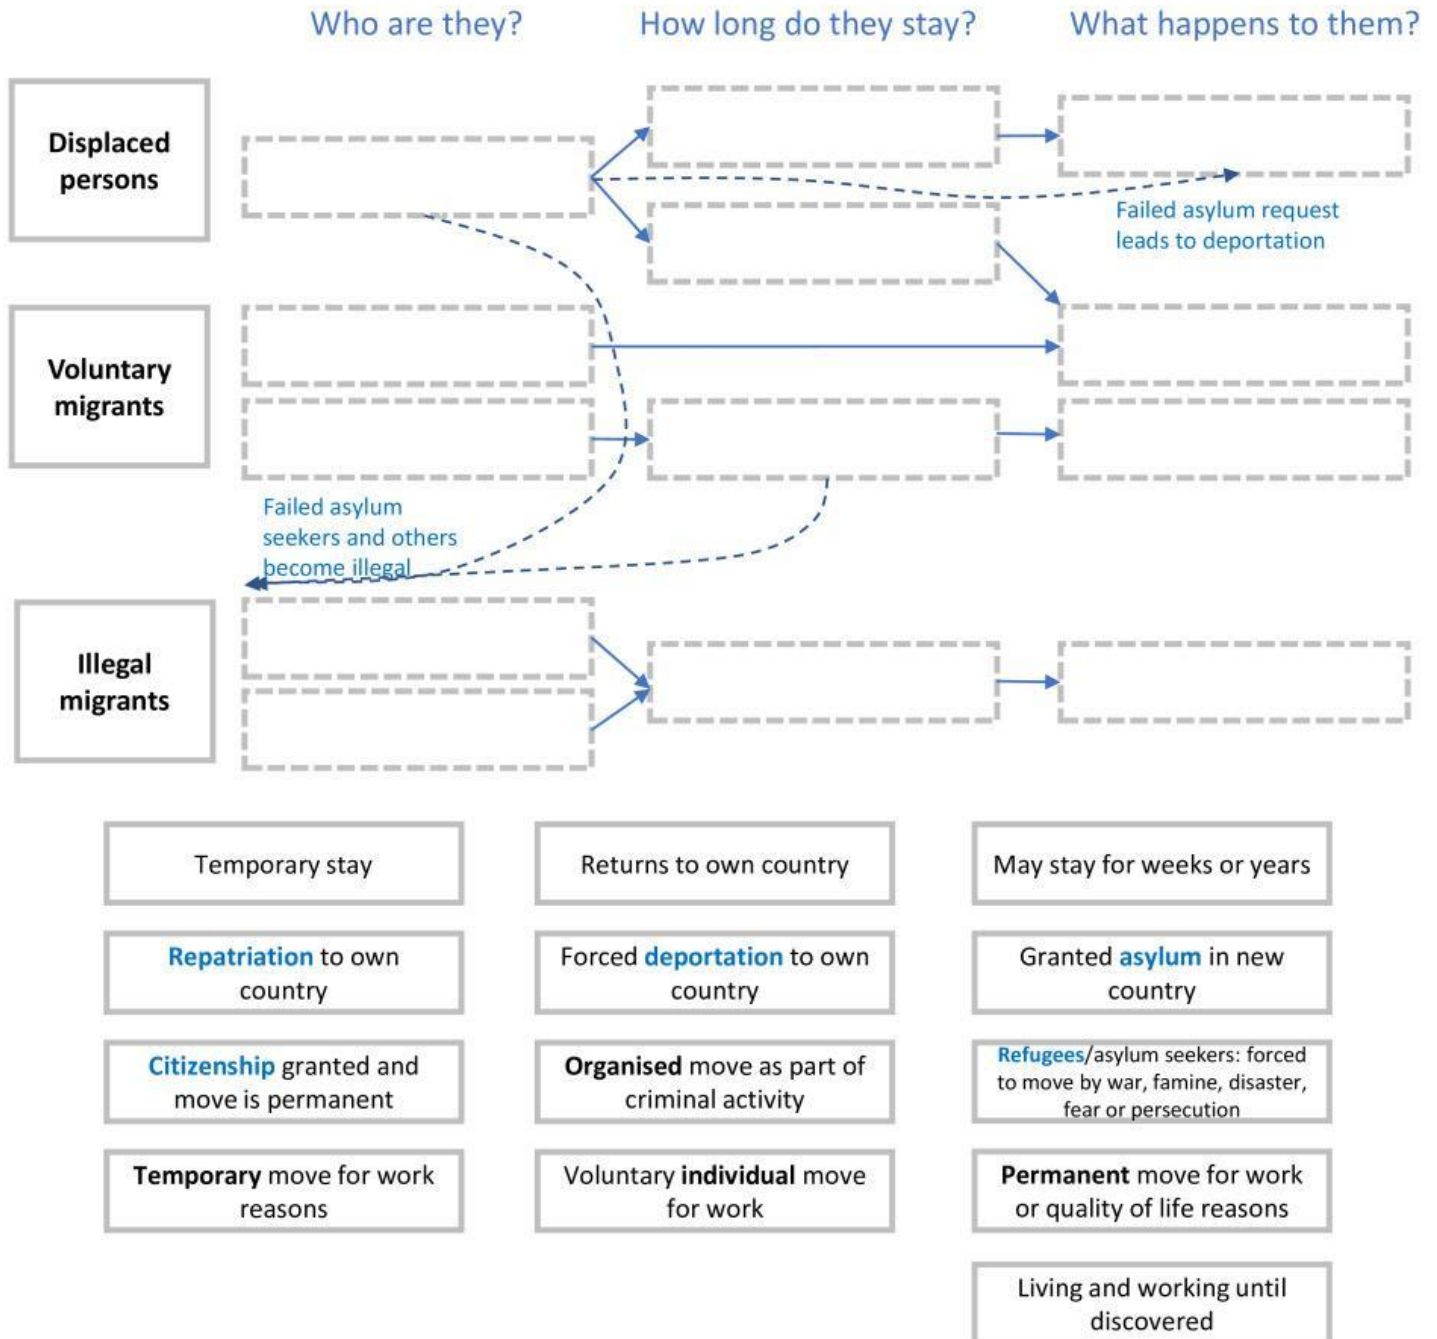 Who are they?
How long do they stay?
What happens to them?
Displaced
persons
Failed asylum request
leads to deportation
Voluntary
migrants
Failed asylum
seekers and others
become illegal
Illegal
migrants
Temporary stay
Returns to own country
May stay for weeks or years
Repatriation to own
country
Forced deportation to own
country
Granted asylum in new
country
Citizenship granted and
move is permanent
Organised move as part of
criminal activity
Refugees/asylum seekers: forced
to move by war, famine, disaster,
fear or persecution
Temporary move for work
reasons
Voluntary individual move
for work
Permanent move for work
or quality of life reasons
Living and working until
discovered